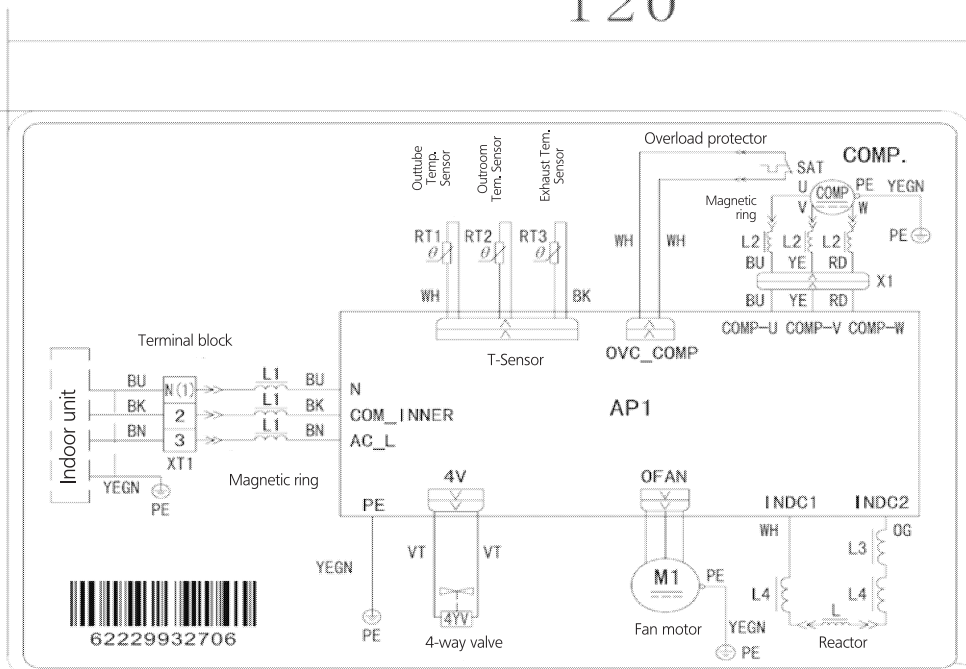 120
Outtube
Temp.
Sensor
Outroom
Tem. Sensor
Exhaust Tem.
Sensor
Overload protector
SAT
COMP.
U
COMP
PE
YEGN
V
W
Magnetic
ring
PE
RT1
θ
RT2
θ
RT3
θ
WH
WH
L2
L2
L2
BU
YE
RD
X1
WH
BK
BU
YE
RD
T-Sensor
OVC_COMP
COMP-U
COMP-V
COMP-W
Terminal block
Indoor unit
BU
N(1)
L1
BU
N
BK
2
L1
BK
COM_INNER
AP1
BN
3
L1
BN
AC_L
XT1
YEGN
PE
Magnetic ring
PE
4V
OFAN
INDC1
INDC2
WH
OG
YEGN
VT
VT
L3
M1
PE
L4
L4
L
4YV
PE
4-way valve
Fan motor
YEGN
PE
Reactor
62229932706